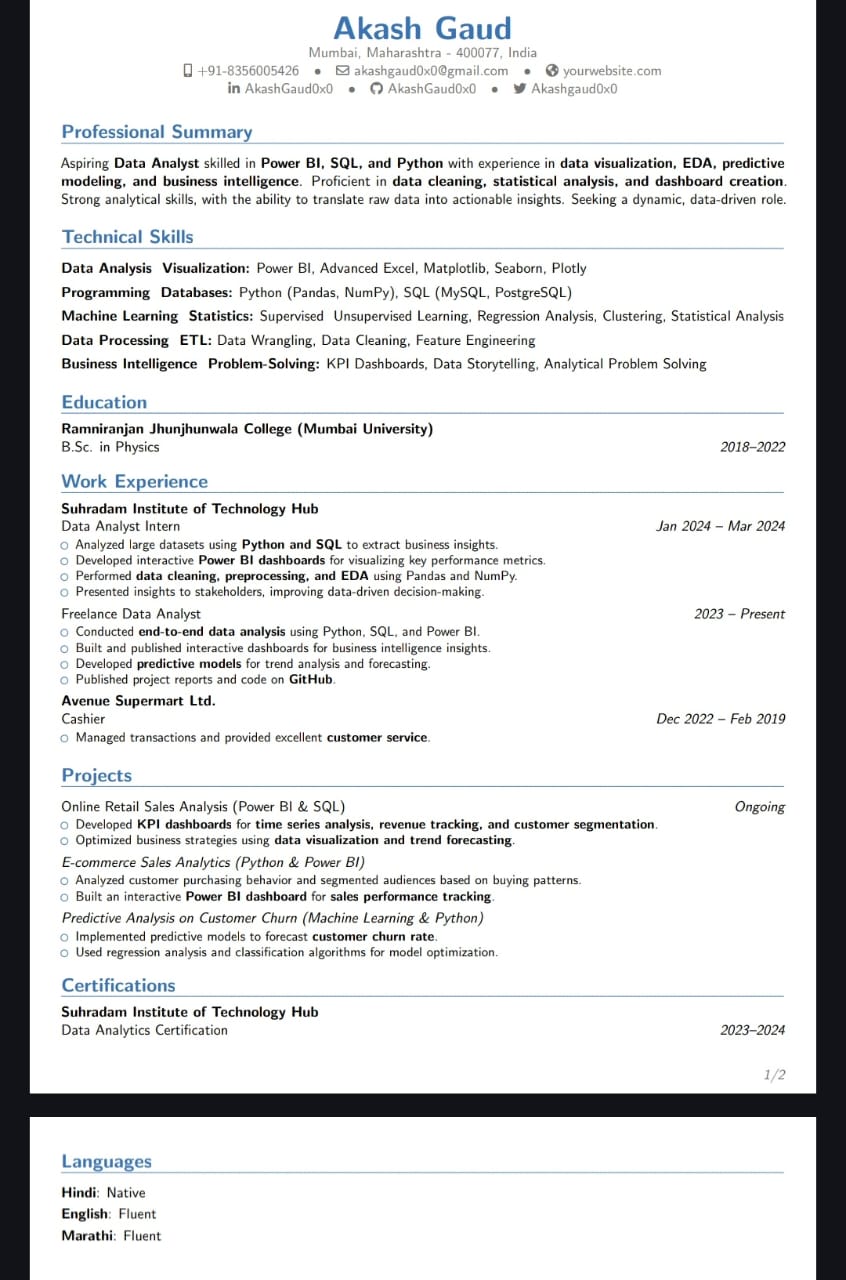 Akash Gaud
Mumbai, Maharashtra - 400077, India
+91-8356005426 • akashgaud0x0@gmail.com • yourwebsite.com
in AkashGaud0x0 • AkashGaud0x0 • Akashgaud0x0
Professional Summary
Aspiring Data Analyst skilled in Power BI, SQL, and Python with experience in data visualization, EDA, predictive
modeling, and business intelligence. Proficient in data cleaning, statistical analysis, and dashboard creation.
Strong analytical skills, with the ability to translate raw data into actionable insights. Seeking a dynamic, data-driven role.
Technical Skills
Data Analysis Visualization: Power BI, Advanced Excel, Matplotlib, Seaborn, Plotly
Programming Databases: Python (Pandas, NumPy), SQL (MySQL, PostgreSQL)
Machine Learning Statistics: Supervised Unsupervised Learning, Regression Analysis, Clustering, Statistical Analysis
Data Processing ETL: Data Wrangling, Data Cleaning, Feature Engineering
Business Intelligence Problem-Solving: KPI Dashboards, Data Storytelling, Analytical Problem Solving
Education
Ramniranjan Jhunjhunwala College (Mumbai University)
B.Sc. in Physics 2018–2022
Work Experience
Suhradam Institute of Technology Hub
Data Analyst Intern Jan 2024 – Mar 2024
○ Analyzed large datasets using Python and SQL to extract business insights.
○ Developed interactive Power BI dashboards for visualizing key performance metrics.
○ Performed data cleaning, preprocessing, and EDA using Pandas and NumPy.
○ Presented insights to stakeholders, improving data-driven decision-making.
Freelance Data Analyst 2023 – Present
○ Conducted end-to-end data analysis using Python, SQL, and Power BI.
○ Built and published interactive dashboards for business intelligence insights.
○ Developed predictive models for trend analysis and forecasting.
○ Published project reports and code on GitHub.
Avenue Supermart Ltd.
Cashier Dec 2022 – Feb 2019
○ Managed transactions and provided excellent customer service.
Projects
Online Retail Sales Analysis (Power BI & SQL) Ongoing
○ Developed KPI dashboards for time series analysis, revenue tracking, and customer segmentation.
○ Optimized business strategies using data visualization and trend forecasting.
E-commerce Sales Analytics (Python & Power BI)
○ Analyzed customer purchasing behavior and segmented audiences based on buying patterns.
○ Built an interactive Power BI dashboard for sales performance tracking.
Predictive Analysis on Customer Churn (Machine Learning & Python)
○ Implemented predictive models to forecast customer churn rate.
○ Used regression analysis and classification algorithms for model optimization.
Certifications
Suhradam Institute of Technology Hub
Data Analytics Certification 2023–2024
1/2
Languages
Hindi: Native
English: Fluent
Marathi: Fluent